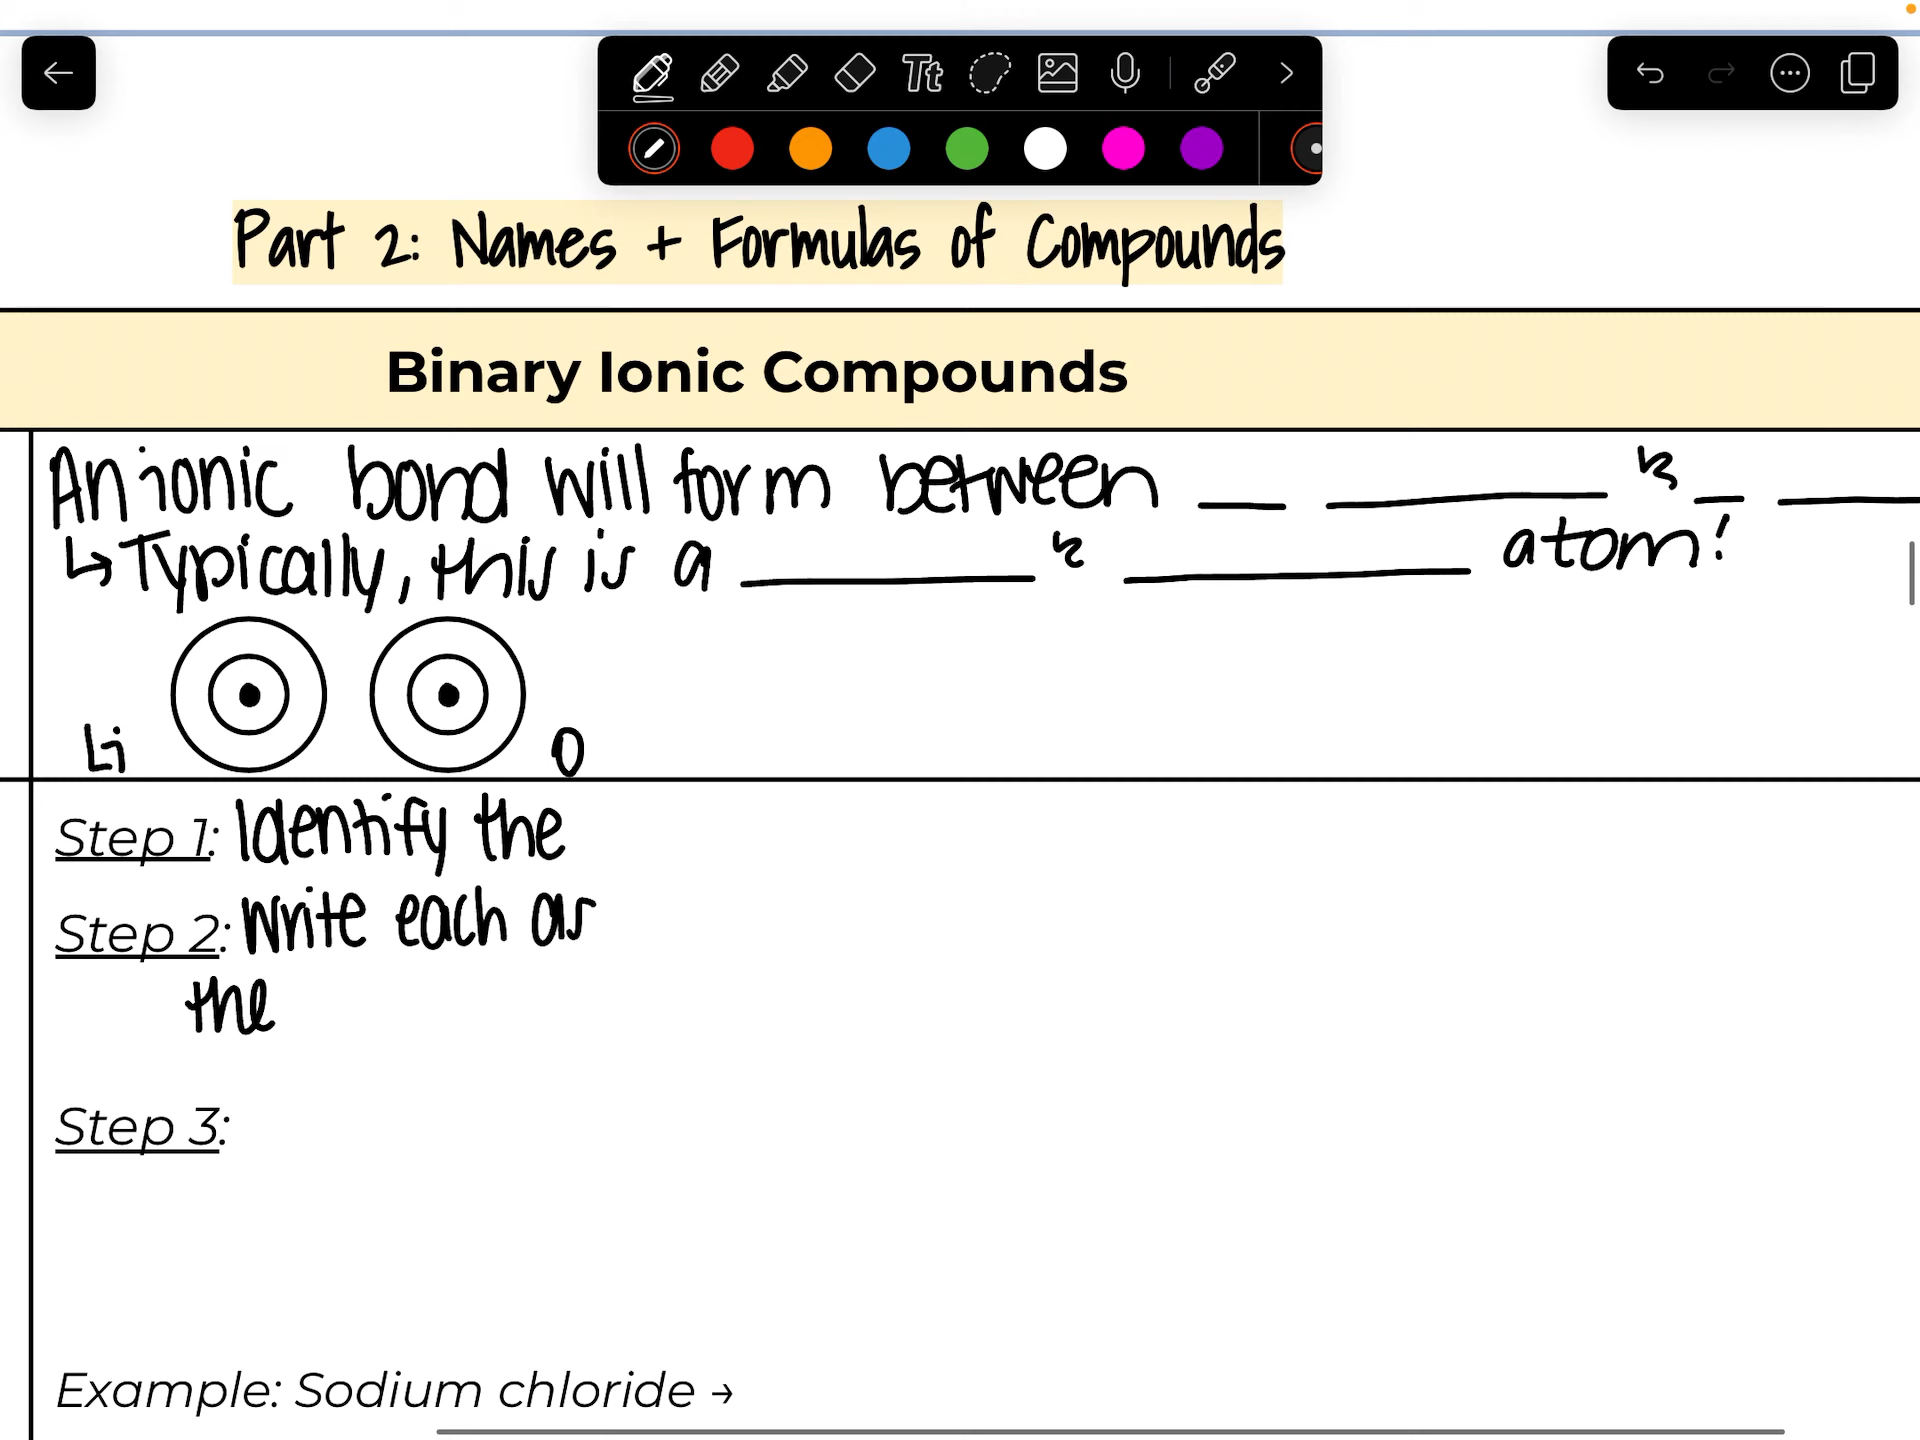 Tt
Part 2: Names + Formulas of Compounds
Binary Ionic Compounds
An ionic bond will form between __ ______ & __ ______
↳ Typically, this is a ______ & ______ atom!
Li O
Step 1: Identify the
Step 2: Write each as
the
Step 3:
Example: Sodium chloride →